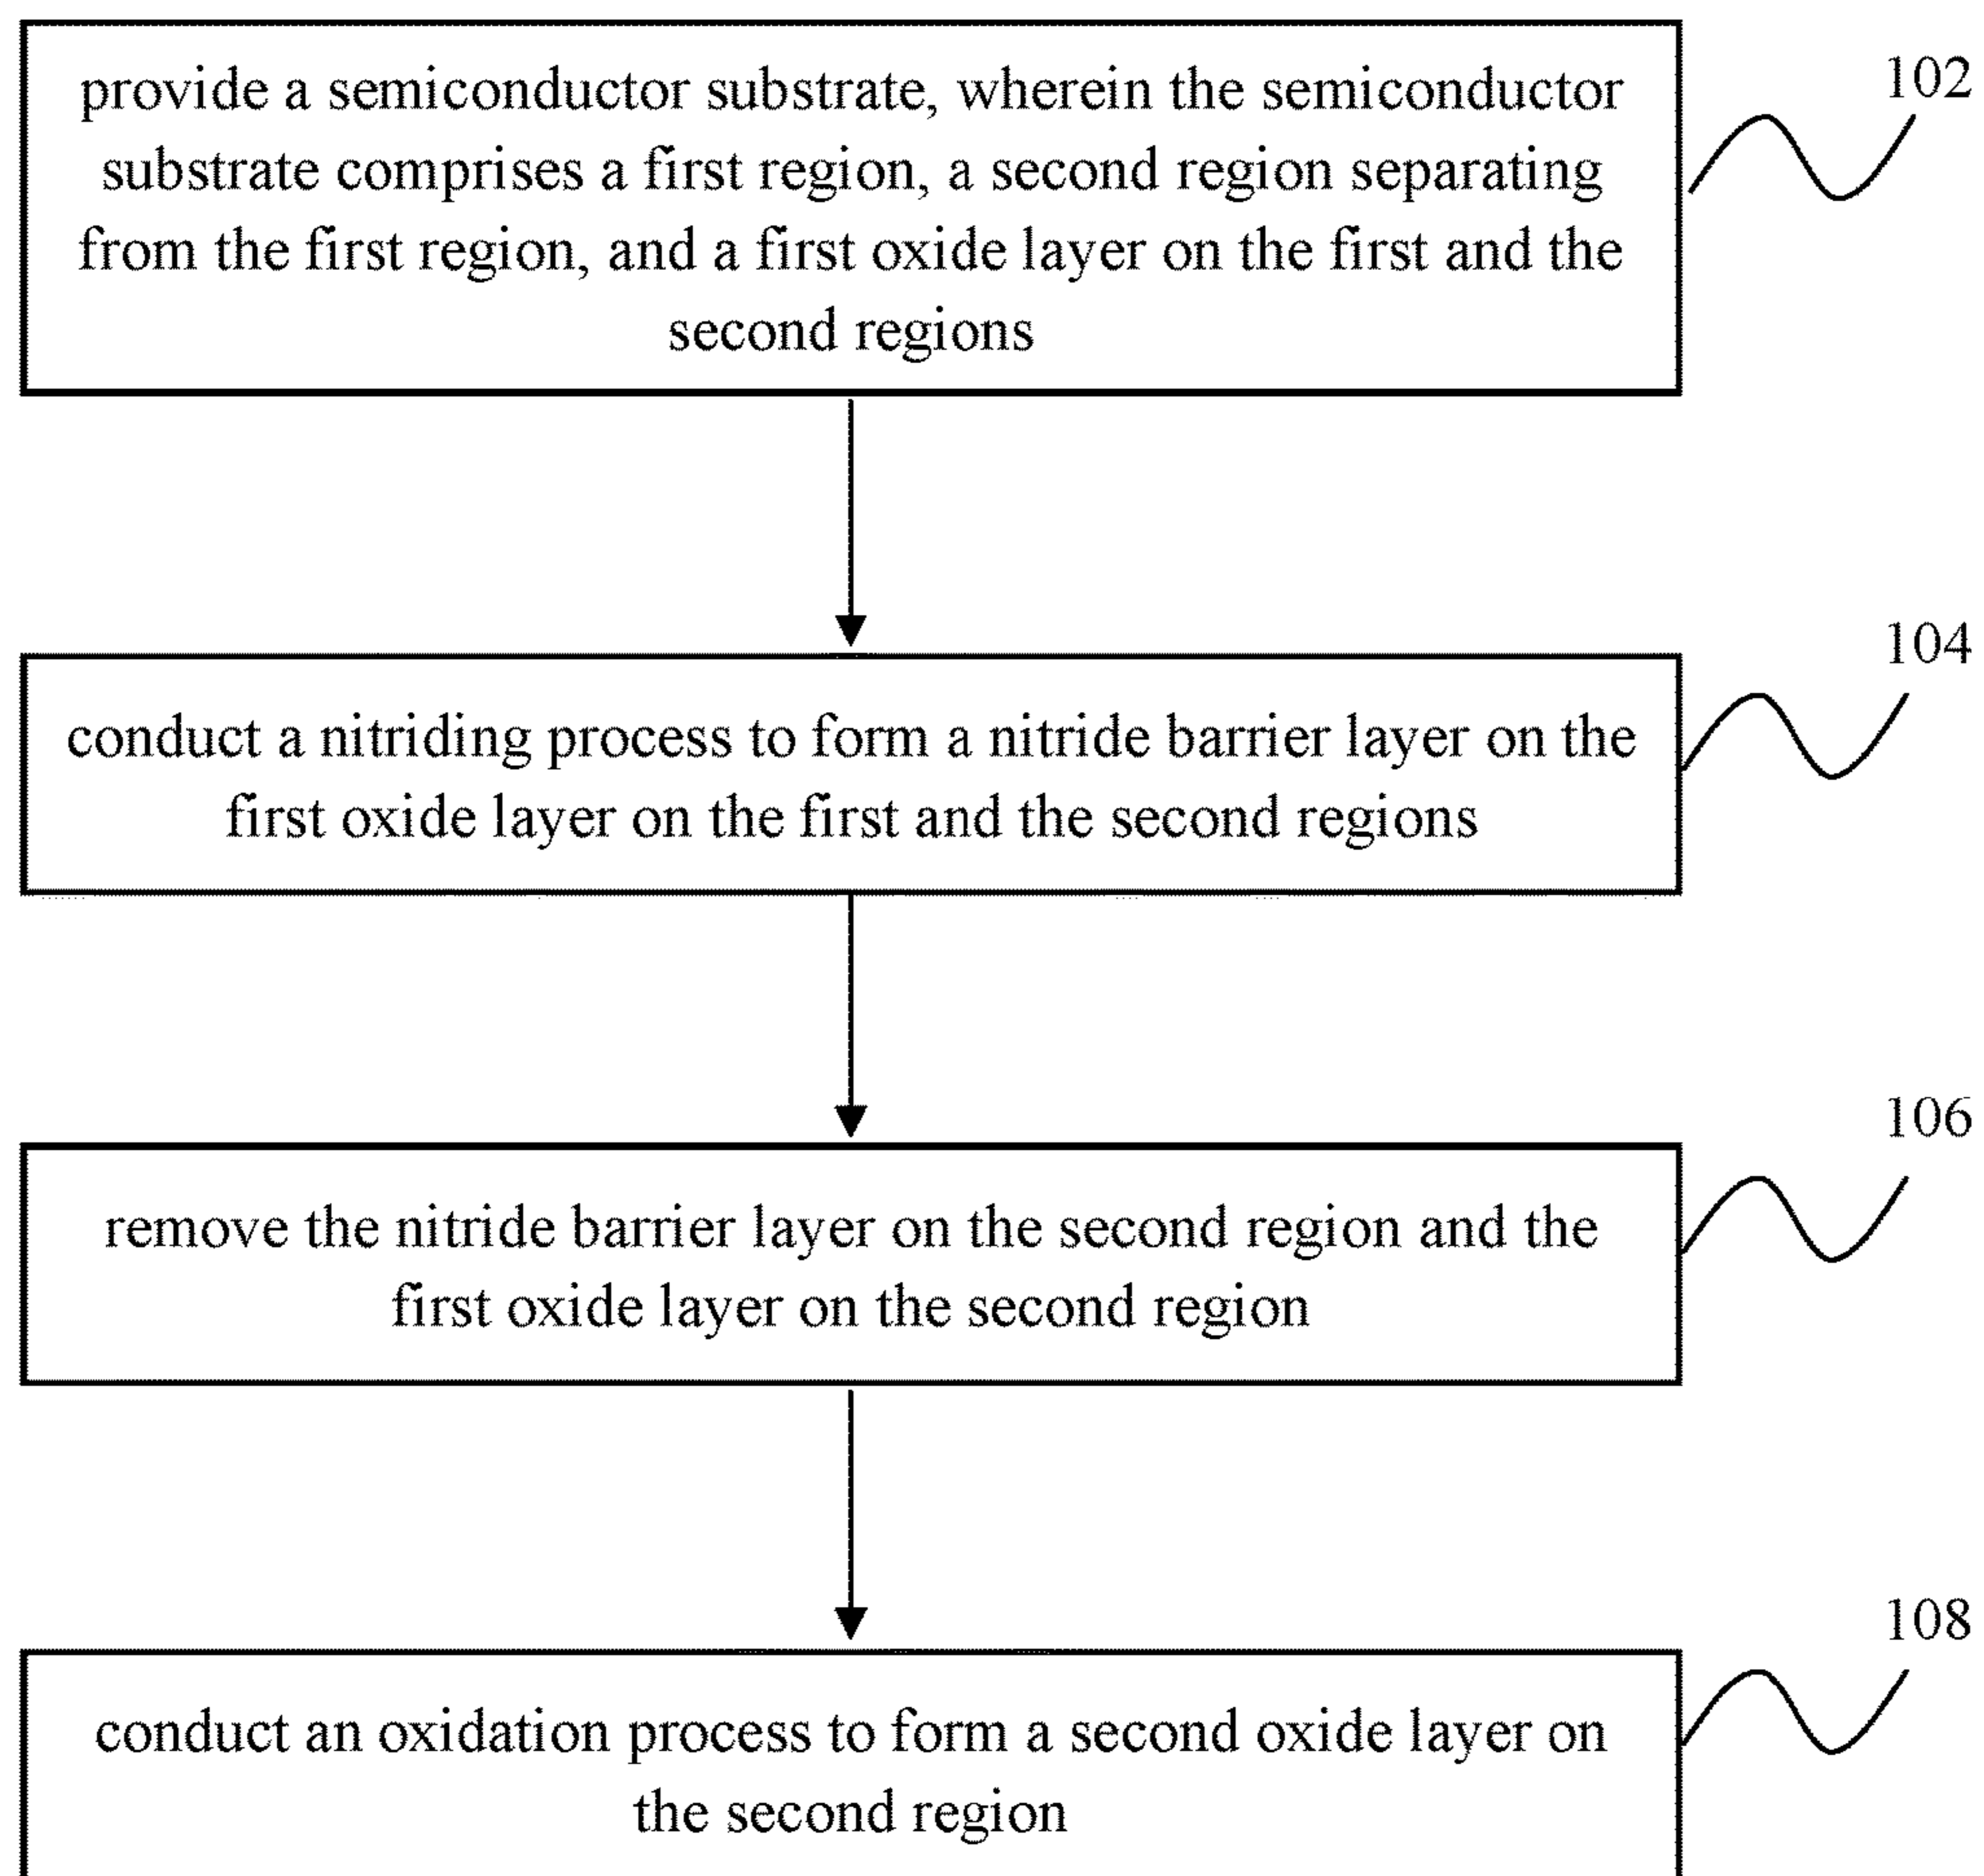 provide a semiconductor substrate, wherein the semiconductor
substrate comprises a first region, a second region separating
from the first region, and a first oxide layer on the first and the
second regions
102
conduct a nitriding process to form a nitride barrier layer on the
first oxide layer on the first and the second regions
104
remove the nitride barrier layer on the second region and the
first oxide layer on the second region
106
conduct an oxidation process to form a second oxide layer on
the second region
108